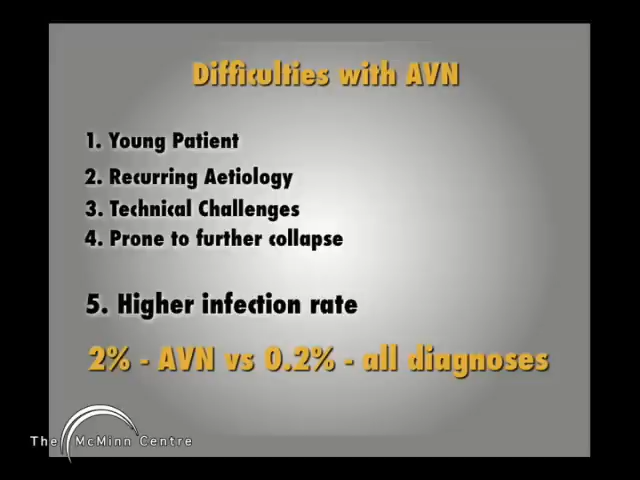 Difficulties with AVN
1. Young Patient
2. Recurring Aetiology
3. Technical Challenges
4. Prone to further collapse
5. Higher infection rate
2% - AVN vs 0.2% - all diagnoses
The McMinn Centre